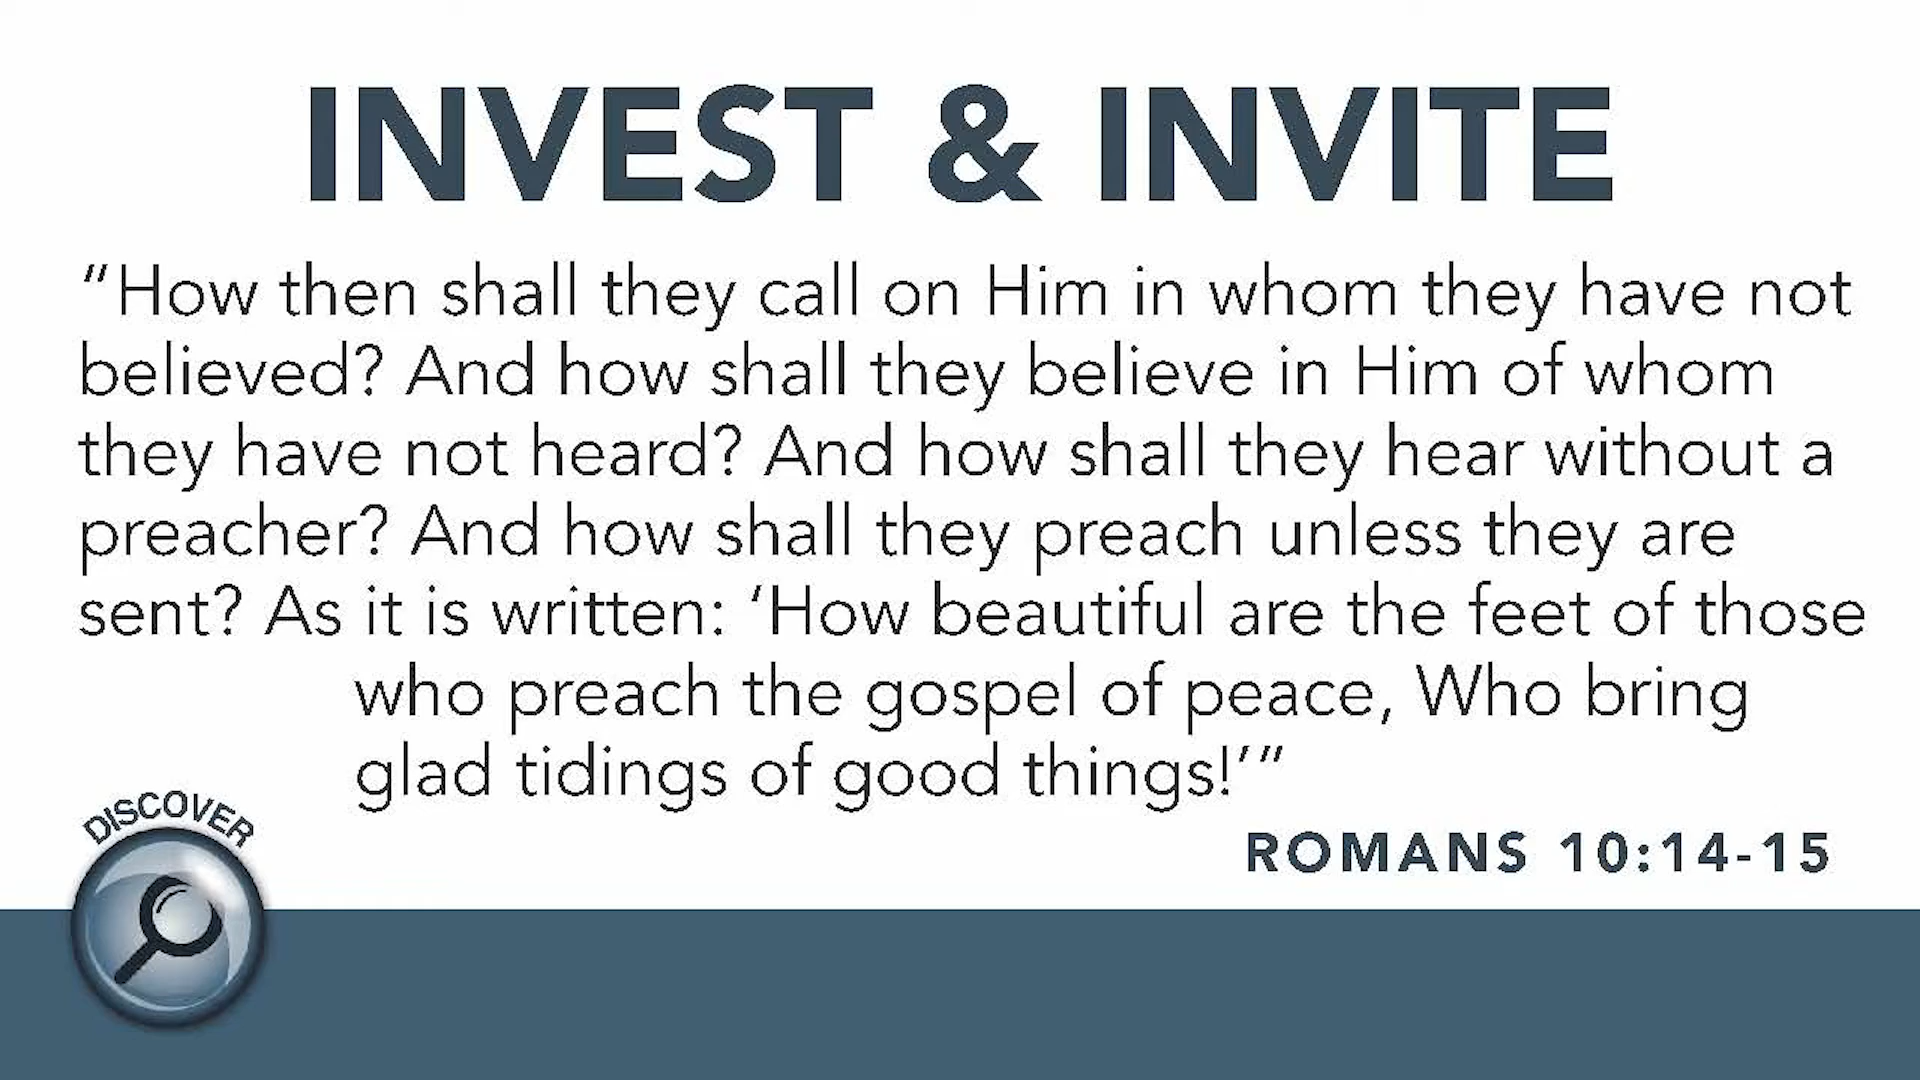 INVEST & INVITE
“How then shall they call on Him in whom they have not
believed? And how shall they believe in Him of whom
they have not heard? And how shall they hear without a
preacher? And how shall they preach unless they are
sent? As it is written: ‘How beautiful are the feet of those
who preach the gospel of peace, Who bring
glad tidings of good things!’”
ROMANS 10:14-15
DISCOVER